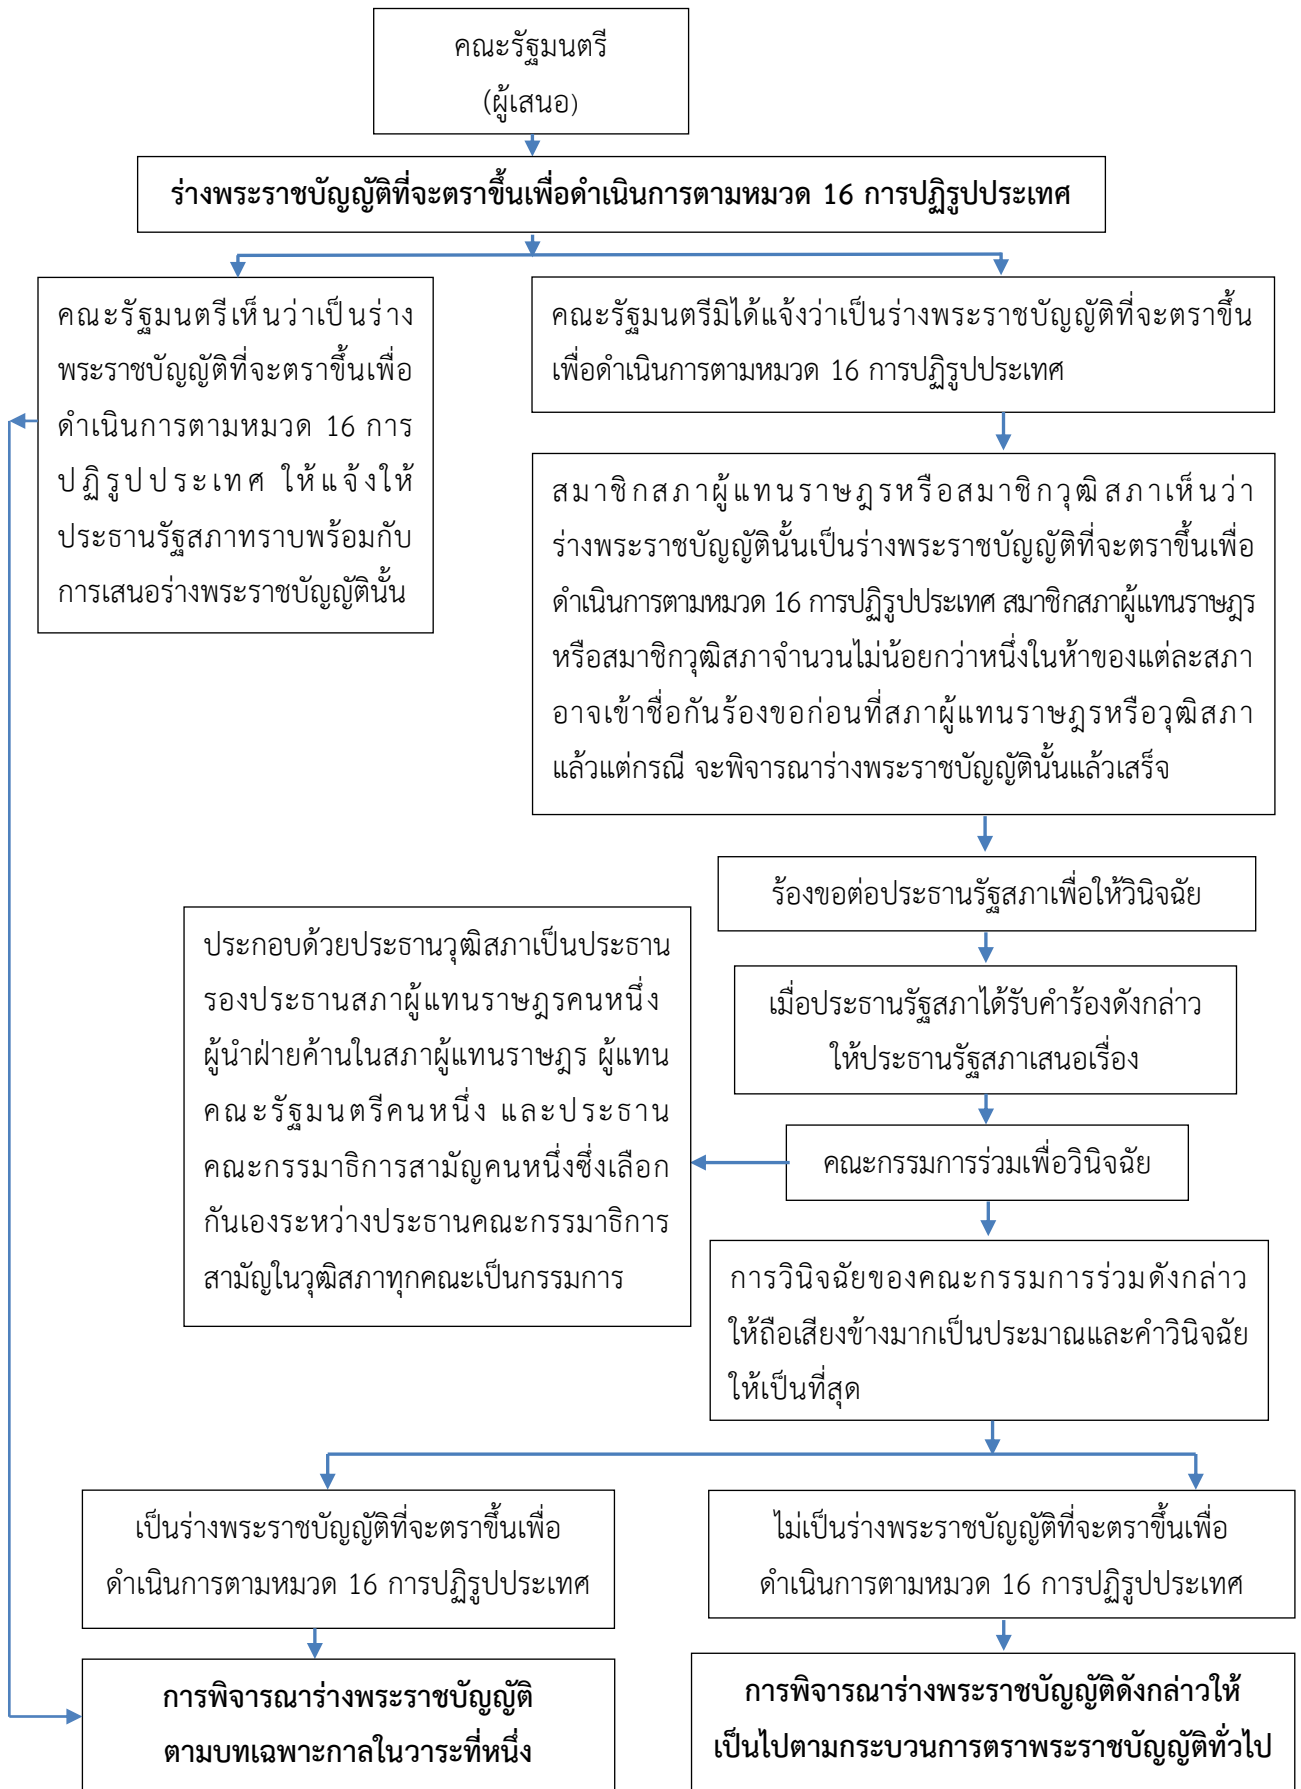 คณะรัฐมนตรี
(ผู้เสนอ)
ร่างพระราชบัญญัติที่จะตราขึ้นเพื่อดำเนินการตามหมวด 16 การปฏิรูปประเทศ
คณะรัฐมนตรีเห็นว่าเป็นร่าง
พระราชบัญญัติที่จะตราขึ้นเพื่อ
ดำเนินการตามหมวด 16 การ
ปฏิรูปประเทศ ให้แจ้งให้
ประธานรัฐสภาทราบพร้อมกับ
การเสนอร่างพระราชบัญญัตินั้น
คณะรัฐมนตรีมิได้แจ้งว่าเป็นร่างพระราชบัญญัติที่จะตราขึ้น
เพื่อดำเนินการตามหมวด 16 การปฏิรูปประเทศ
สมาชิกสภาผู้แทนราษฎรหรือสมาชิกวุฒิสภาเห็นว่า
ร่างพระราชบัญญัตินั้นเป็นร่างพระราชบัญญัติที่จะตราขึ้นเพื่อ
ดำเนินการตามหมวด 16 การปฏิรูปประเทศ สมาชิกสภาผู้แทนราษฎร
หรือสมาชิกวุฒิสภาจำนวนไม่น้อยกว่าหนึ่งในห้าของแต่ละสภา
อาจเข้าชื่อกันร้องขอก่อนที่สภาผู้แทนราษฎรหรือวุฒิสภา
แล้วแต่กรณี จะพิจารณาร่างพระราชบัญญัตินั้นแล้วเสร็จ
ร้องขอต่อประธานรัฐสภาเพื่อให้วินิจฉัย
เมื่อประธานรัฐสภาได้รับคำร้องดังกล่าว
ให้ประธานรัฐสภาเสนอเรื่อง
คณะกรรมการร่วมเพื่อวินิจฉัย
ประกอบด้วยประธานวุฒิสภาเป็นประธาน
รองประธานสภาผู้แทนราษฎรคนหนึ่ง
ผู้นำฝ่ายค้านในสภาผู้แทนราษฎร ผู้แทน
คณะรัฐมนตรีคนหนึ่ง และประธาน
คณะกรรมาธิการสามัญคนหนึ่งซึ่งเลือก
กันเองระหว่างประธานคณะกรรมาธิการ
สามัญในวุฒิสภาทุกคณะเป็นกรรมการ
การวินิจฉัยของคณะกรรมการร่วมดังกล่าว
ให้ถือเสียงข้างมากเป็นประมาณและคำวินิจฉัย
ให้เป็นที่สุด
เป็นร่างพระราชบัญญัติที่จะตราขึ้นเพื่อ
ดำเนินการตามหมวด 16 การปฏิรูปประเทศ
ไม่เป็นร่างพระราชบัญญัติที่จะตราขึ้นเพื่อ
ดำเนินการตามหมวด 16 การปฏิรูปประเทศ
การพิจารณาร่างพระราชบัญญัติ
ตามบทเฉพาะกาลในวาระที่หนึ่ง
การพิจารณาร่างพระราชบัญญัติดังกล่าวให้
เป็นไปตามกระบวนการตราพระราชบัญญัติทั่วไป